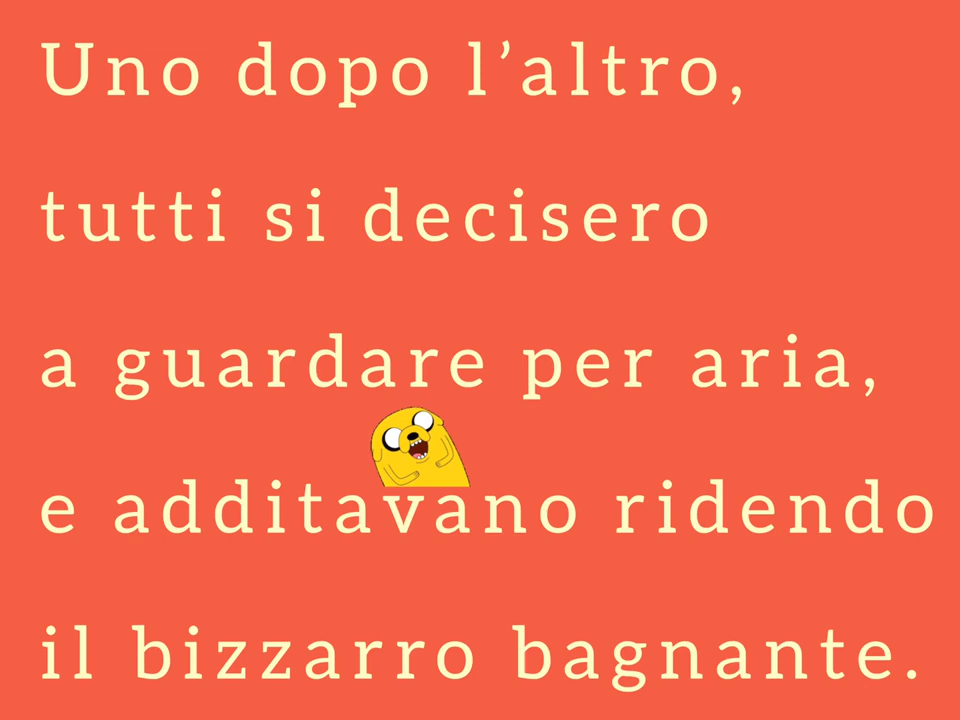 Uno dopo l’altro,
tutti si decisero
a guardare per aria,
e additavano ridendo
il bizzarro bagnante.